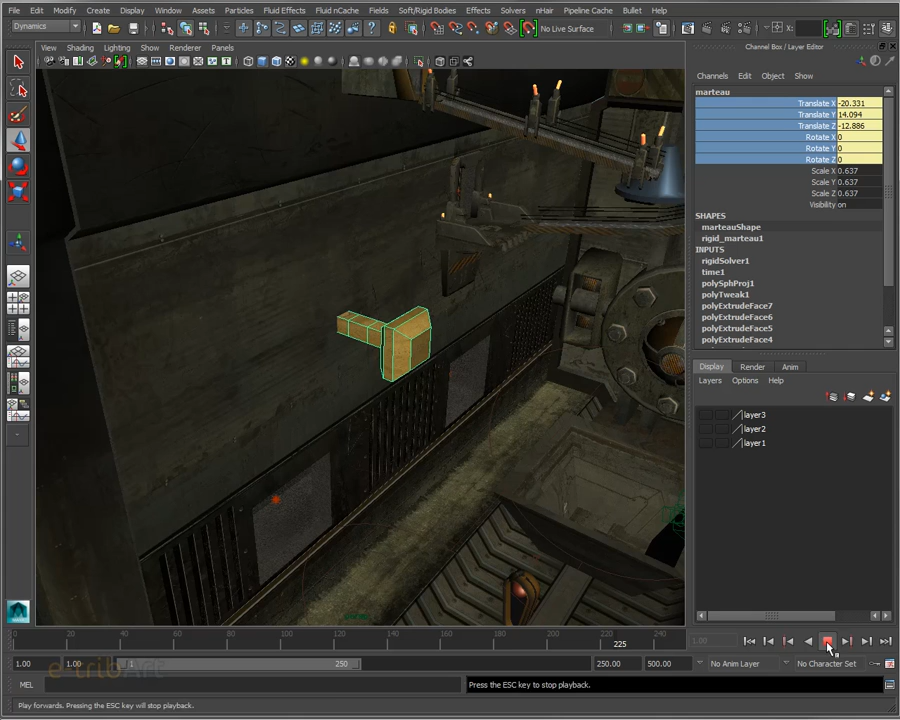 File Edit Modify Create Display Window Assets Particles Fluid Effects Fluid nCache Fields Soft/Rigid Bodies Effects Solvers nHair Pipeline Cache Bullet Help
Dynamics No Live Surface X:
Channel Box / Layer Editor
View Shading Lighting Show Renderer Panels
Channels Edit Object Show
marteau
Translate X -20.331
Translate Y 14.094
Translate Z -12.886
Rotate X 0
Rotate Y 0
Rotate Z 0
Scale X 0.637
Scale Y 0.637
Scale Z 0.637
Visibility on
SHAPES
marteauShape
rigid_marteau1
INPUTS
rigidSolver1
time1
polySphProj1
polyTweak1
polyExtrudeFace7
polyExtrudeFace6
polyExtrudeFace5
polyExtrudeFace4
Display Render Anim
Layers Options Help
layer3
layer2
layer1
0 20 40 60 80 100 120 140 160 180 200 220 240
225
1.00
1.00 1.00 1 250 250.00 500.00 No Anim Layer No Character Set
e-tribArt
MEL Press the ESC key to stop playback.
Play forwards. Pressing the ESC key will stop playback.